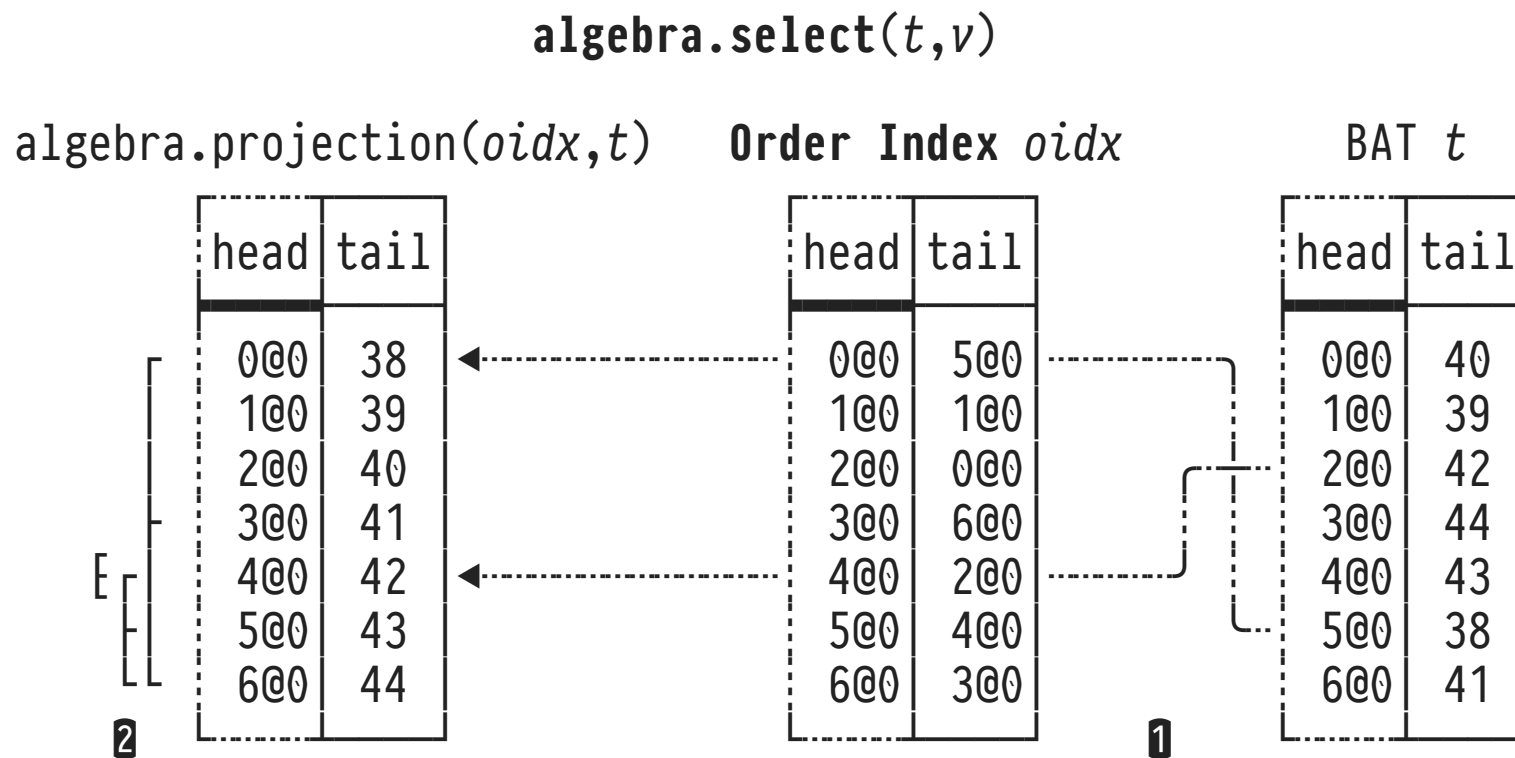 algebra.select(t,v)
algebra.projection(oidx,t) Order Index oidx BAT t
head tail head tail head tail
0@0 38 0@0 5@0 0@0 40
1@0 39 1@0 1@0 1@0 39
2@0 40 2@0 0@0 2@0 42
3@0 41 3@0 6@0 3@0 44
4@0 42 4@0 2@0 4@0 43
5@0 43 5@0 4@0 5@0 38
6@0 44 6@0 3@0 6@0 41
2 1